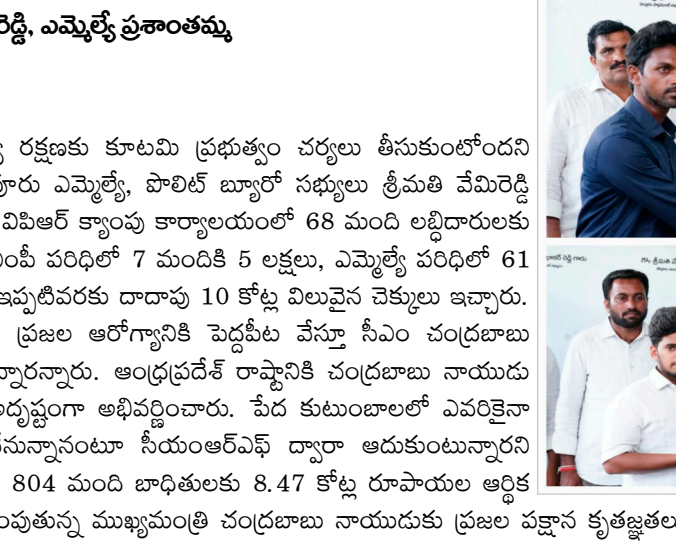 రెడ్డి, ఎమ్మెల్యే ప్రశాంతమ్మ
రక్షణకు కూటమి ప్రభుత్వం చర్యలు తీసుకుంటోందని
ఎమ్మెల్యే, పొలిట్ బ్యూరో సభ్యులు శ్రీమతి వేమిరెడ్డి
విపిఆర్ క్యాంపు కార్యాలయంలో 68 మంది లబ్ధిదారులకు
పరిధిలో 7 మందికి 5 లక్షలు, ఎమ్మెల్యే పరిధిలో 61
ఇప్పటివరకు దాదాపు 10 కోట్ల విలువైన చెక్కులు ఇచ్చారు.
ప్రజల ఆరోగ్యానికి పెద్దపీట వేస్తూ సీఎం చంద్రబాబు
న్నారన్నారు. ఆంధ్రప్రదేశ్ రాష్ట్రానికి చంద్రబాబు నాయుడు
అదృష్టంగా అభివర్ణించారు. పేద కుటుంబాలలో ఎవరికైనా
నేనున్నానంటూ సీయంఆర్ఎఫ్ ద్వారా ఆదుకుంటున్నారని
804 మంది బాధితులకు 8.47 కోట్ల రూపాయల ఆర్థిక
పంపుతున్న ముఖ్యమంత్రి చంద్రబాబు నాయుడుకు ప్రజల పక్షాన కృతజ్ఞతలు